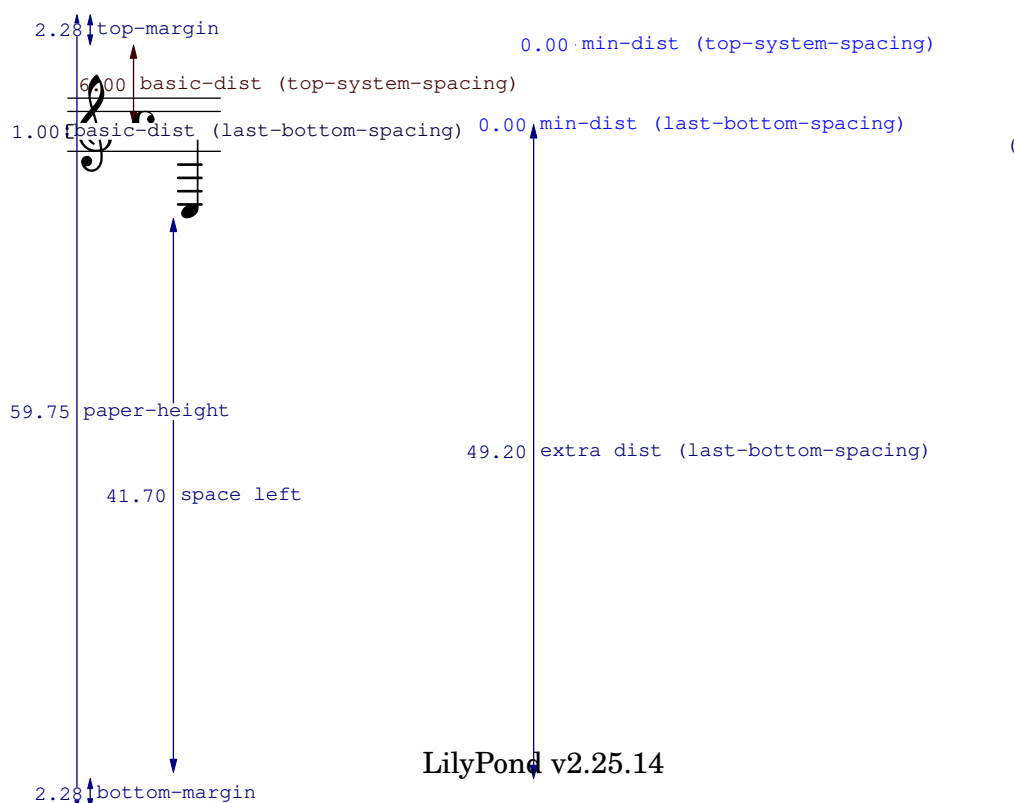 2.28 top-margin
0.00 min-dist (top-system-spacing)
6.00 basic-dist (top-system-spacing)
1.00 basic-dist (last-bottom-spacing)
0.00 min-dist (last-bottom-spacing)
(
59.75 paper-height
49.20 extra dist (last-bottom-spacing)
41.70 space left
LilyPond v2.25.14
2.28 bottom-margin